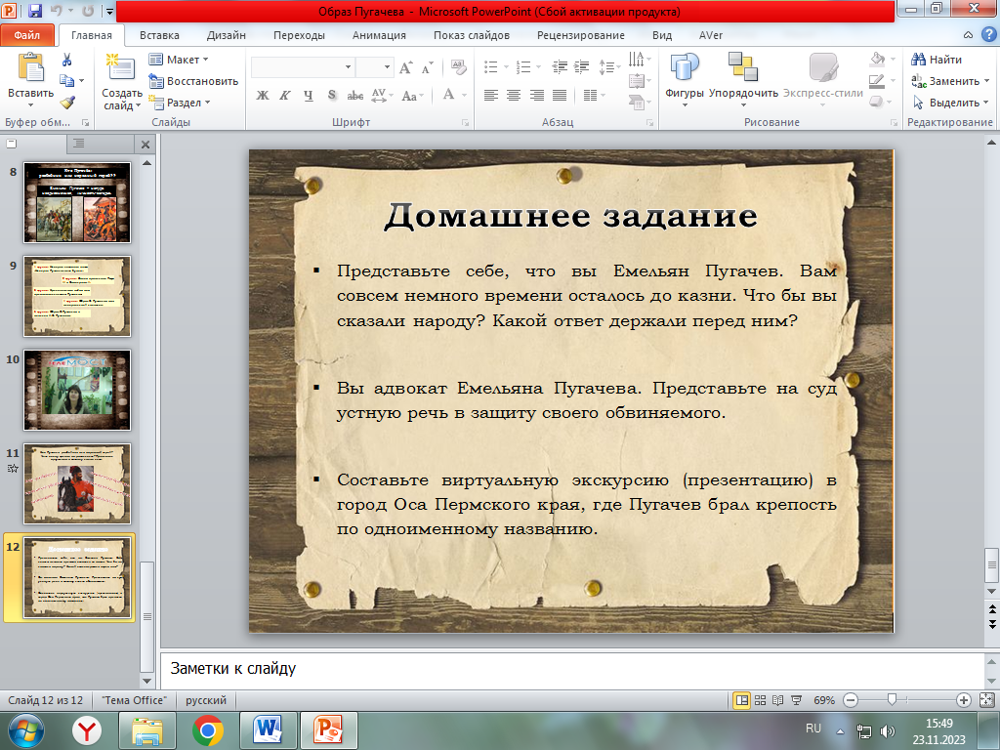 Образ Пугачева - Microsoft PowerPoint (Сбой активации продукта)
Файл Главная Вставка Дизайн Переходы Анимация Показ слайдов Рецензирование Вид AVer
Вставить
Буфер обм...
Создать слайд
Макет
Восстановить
Раздел
Слайды
Ж К Ч S abc AV Aa A
Шрифт
Абзац
Фигуры Упорядочить Экспресс-стили
Рисование
Найти
Заменить
Выделить
Редактирование
8
9
10
11
12
Домашнее задание
Представьте себе, что вы Емельян Пугачев. Вам
совсем немного времени осталось до казни. Что бы вы
сказали народу? Какой ответ держали перед ним?
Вы адвокат Емельяна Пугачева. Представьте на суд
устную речь в защиту своего обвиняемого.
Составьте виртуальную экскурсию (презентацию) в
город Оса Пермского края, где Пугачев брал крепость
по одноименному названию.
Заметки к слайду
Слайд 12 из 12 "Тема Office" русский 69%
RU 15:49
23.11.2023